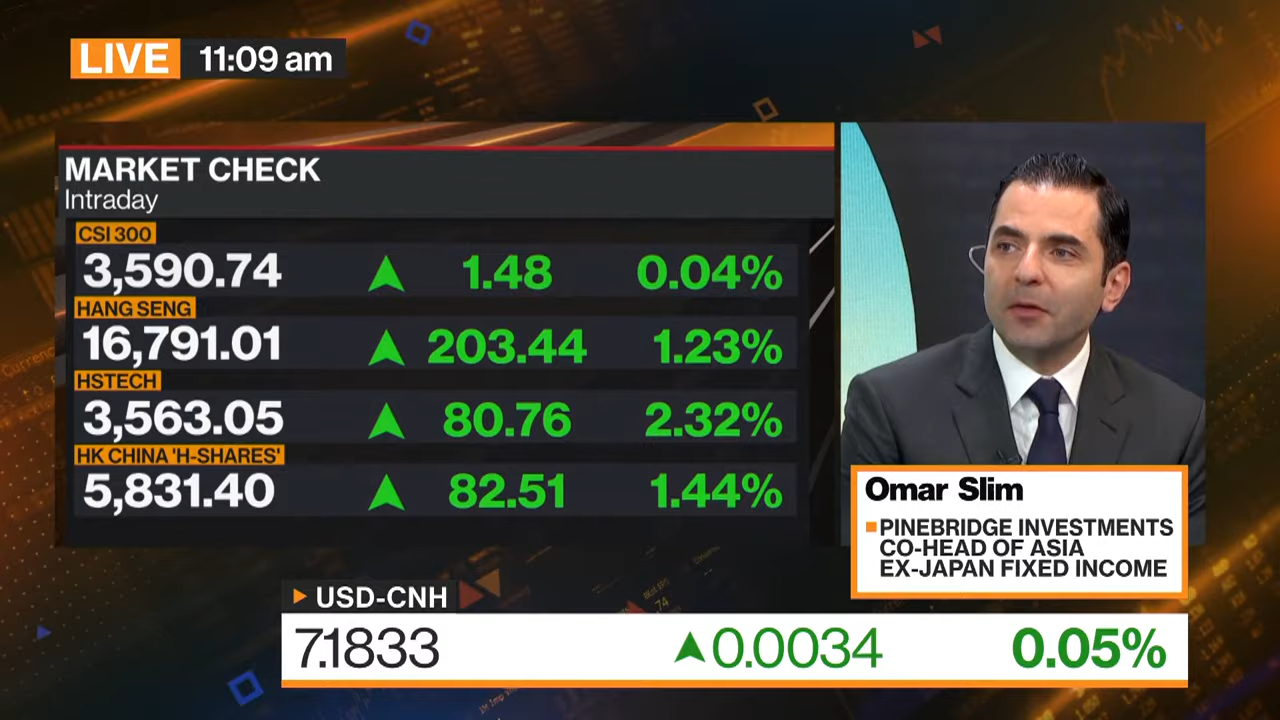 LIVE 11:09 am
MARKET CHECK
Intraday
CSI 300
3,590.74 1.48 0.04%
HANG SENG
16,791.01 203.44 1.23%
HSTECH
3,563.05 80.76 2.32%
HK CHINA 'H-SHARES'
5,831.40 82.51 1.44%
Omar Slim
PINEBRIDGE INVESTMENTS
CO-HEAD OF ASIA
EX-JAPAN FIXED INCOME
USD-CNH
7.1833 0.0034 0.05%